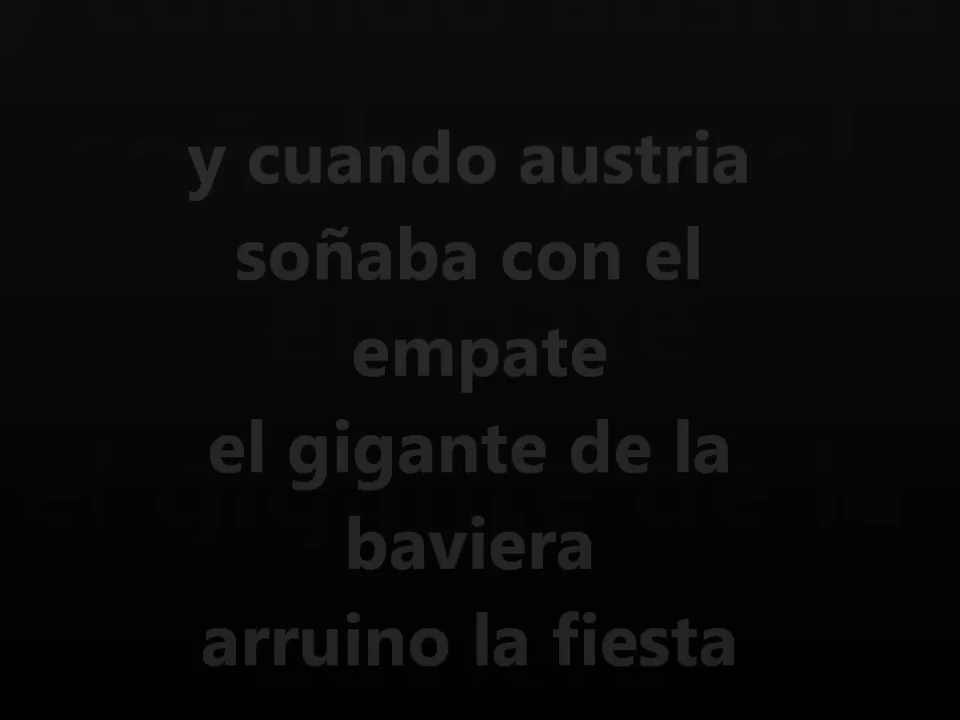 y cuando austria
soñaba con el
empate
el gigante de la
baviera
arruino la fiesta